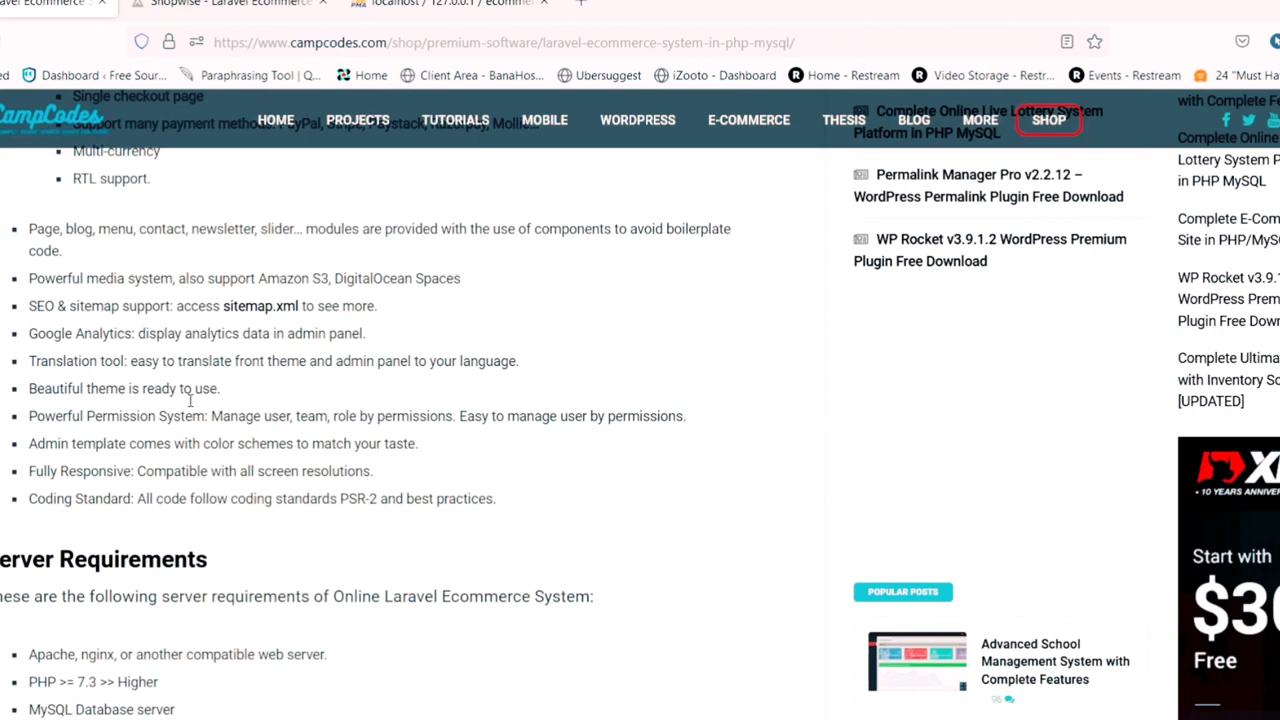 Shopwise - Laravel Ecommerce
localhost / 127.0.0.1 / ecomme
https://www.campcodes.com/shop/premium-software/laravel-ecommerce-system-in-php-mysql/
Dashboard ‹ Free Sour...
Paraphrasing Tool | Q...
Home
Client Area - BanaHos...
Ubersuggest
iZooto - Dashboard
Home - Restream
Video Storage - Restr...
Events - Restream
24 "Must Ha
CampCodes
HOME
PROJECTS
TUTORIALS
MOBILE
WORDPRESS
E-COMMERCE
THESIS
BLOG
MORE
SHOP
Single checkout page
Support many payment methods: PayPal, Stripe, Paystack, Razorpay, Mollie...
Multi-currency
RTL support.
Page, blog, menu, contact, newsletter, slider... modules are provided with the use of components to avoid boilerplate
code.
Powerful media system, also support Amazon S3, DigitalOcean Spaces
SEO & sitemap support: access sitemap.xml to see more.
Google Analytics: display analytics data in admin panel.
Translation tool: easy to translate front theme and admin panel to your language.
Beautiful theme is ready to use.
Powerful Permission System: Manage user, team, role by permissions. Easy to manage user by permissions.
Admin template comes with color schemes to match your taste.
Fully Responsive: Compatible with all screen resolutions.
Coding Standard: All code follow coding standards PSR-2 and best practices.
erver Requirements
hese are the following server requirements of Online Laravel Ecommerce System:
Apache, nginx, or another compatible web server.
PHP >= 7.3 >> Higher
MySQL Database server
Complete Online Live Lottery System
Platform in PHP MySQL
Permalink Manager Pro v2.2.12 –
WordPress Permalink Plugin Free Download
WP Rocket v3.9.1.2 WordPress Premium
Plugin Free Download
POPULAR POSTS
Advanced School
Management System with
Complete Features
96
with Complete Fe
Complete Online
Lottery System P
in PHP MySQL
Complete E-Com
Site in PHP/MyS
WP Rocket v3.9.
WordPress Prem
Plugin Free Down
Complete Ultima
with Inventory So
[UPDATED]
• 10 YEARS ANNIVER
Start with
$30
Free